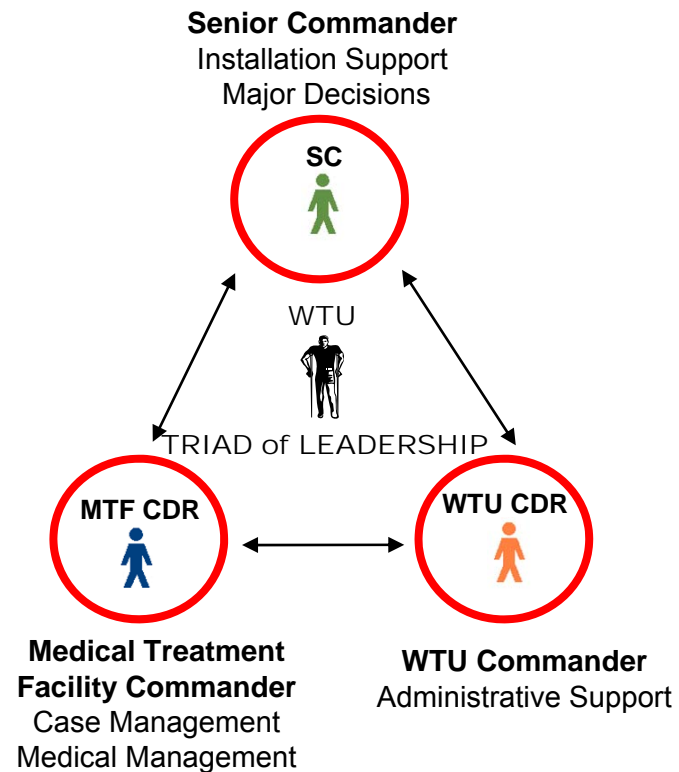 Senior Commander
Installation Support
Major Decisions
SC
WTU
TRIAD of LEADERSHIP
MTF CDR
WTU CDR
Medical Treatment
Facility Commander
Case Management
Medical Management
WTU Commander
Administrative Support